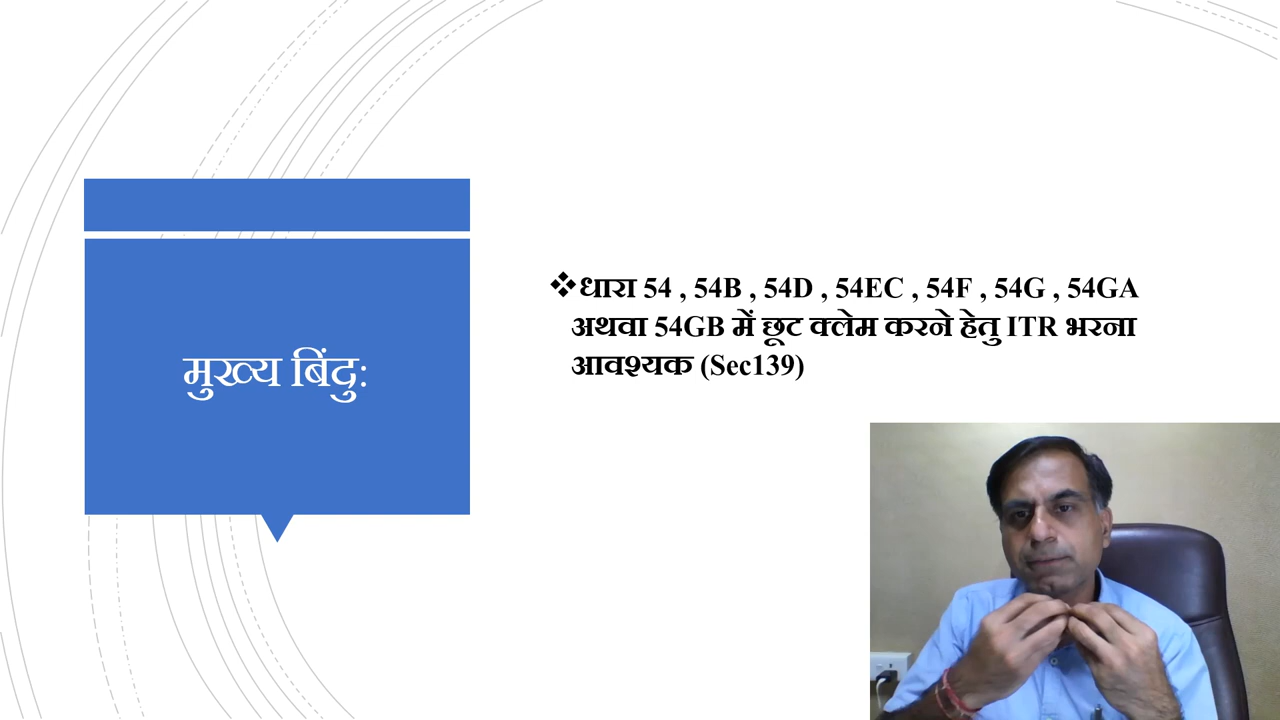 मुख्य बिंदु:
❖धारा 54 , 54B , 54D , 54EC , 54F , 54G , 54GA
अथवा 54GB में छूट क्लेम करने हेतु ITR भरना
आवश्यक (Sec139)